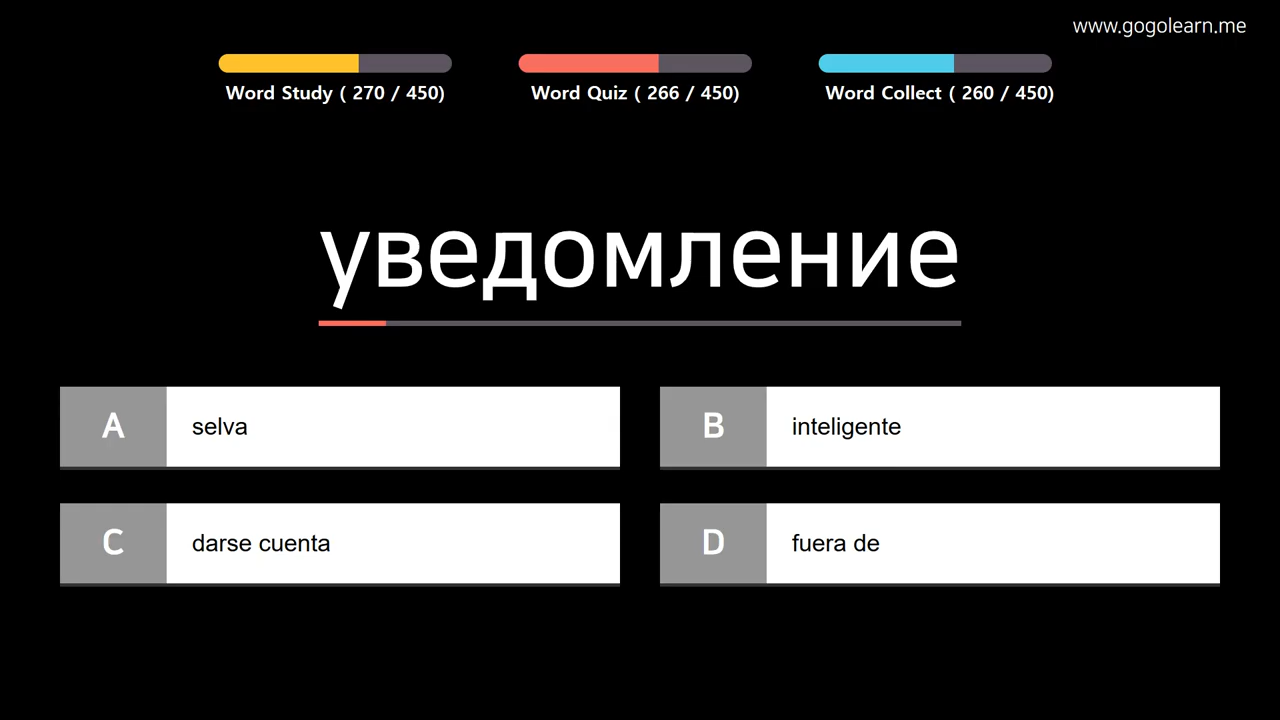 www.gogolearn.me
Word Study ( 270 / 450)
Word Quiz ( 266 / 450)
Word Collect ( 260 / 450)
уведомление
A selva
B inteligente
C darse cuenta
D fuera de